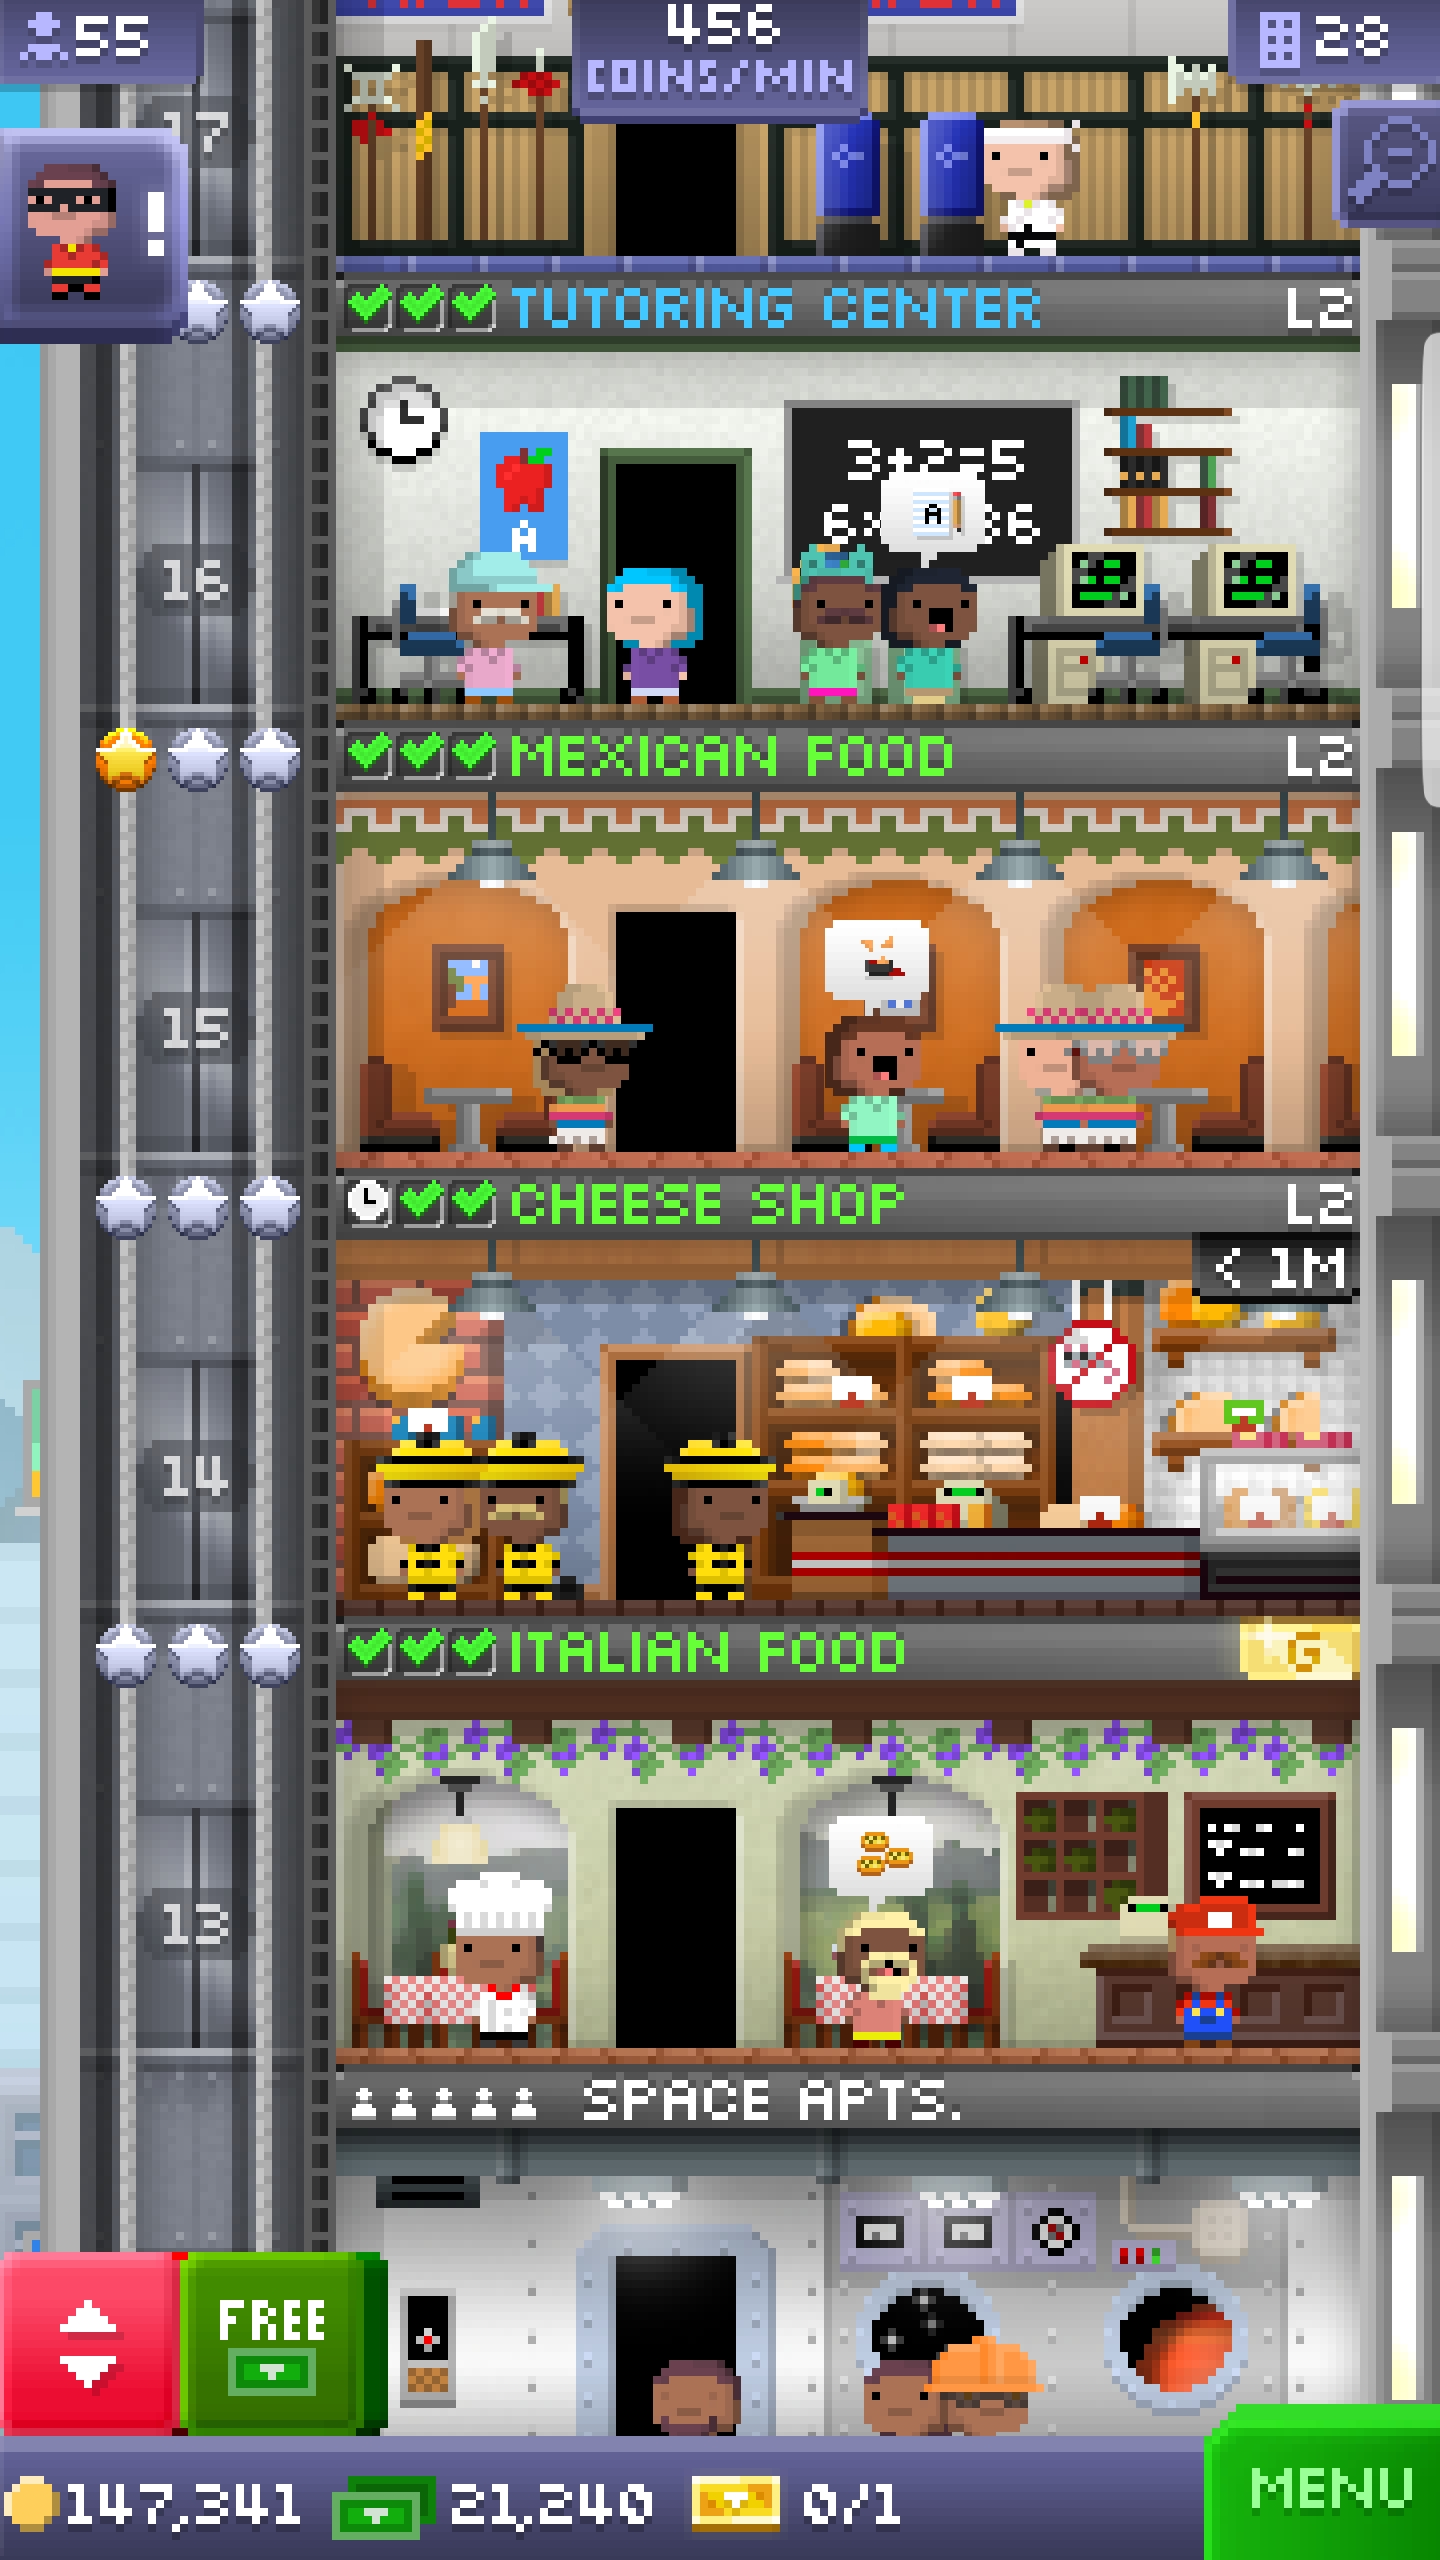 55
456
COINS/MIN
28
17
!
TUTORING CENTER
L2
3+2=5
A
A
16
MEXICAN FOOD
L2
15
CHEESE SHOP
L2
< 1M
14
ITALIAN FOOD
G
13
SPACE APTS.
FREE
147,341
21,240
0/1
MENU